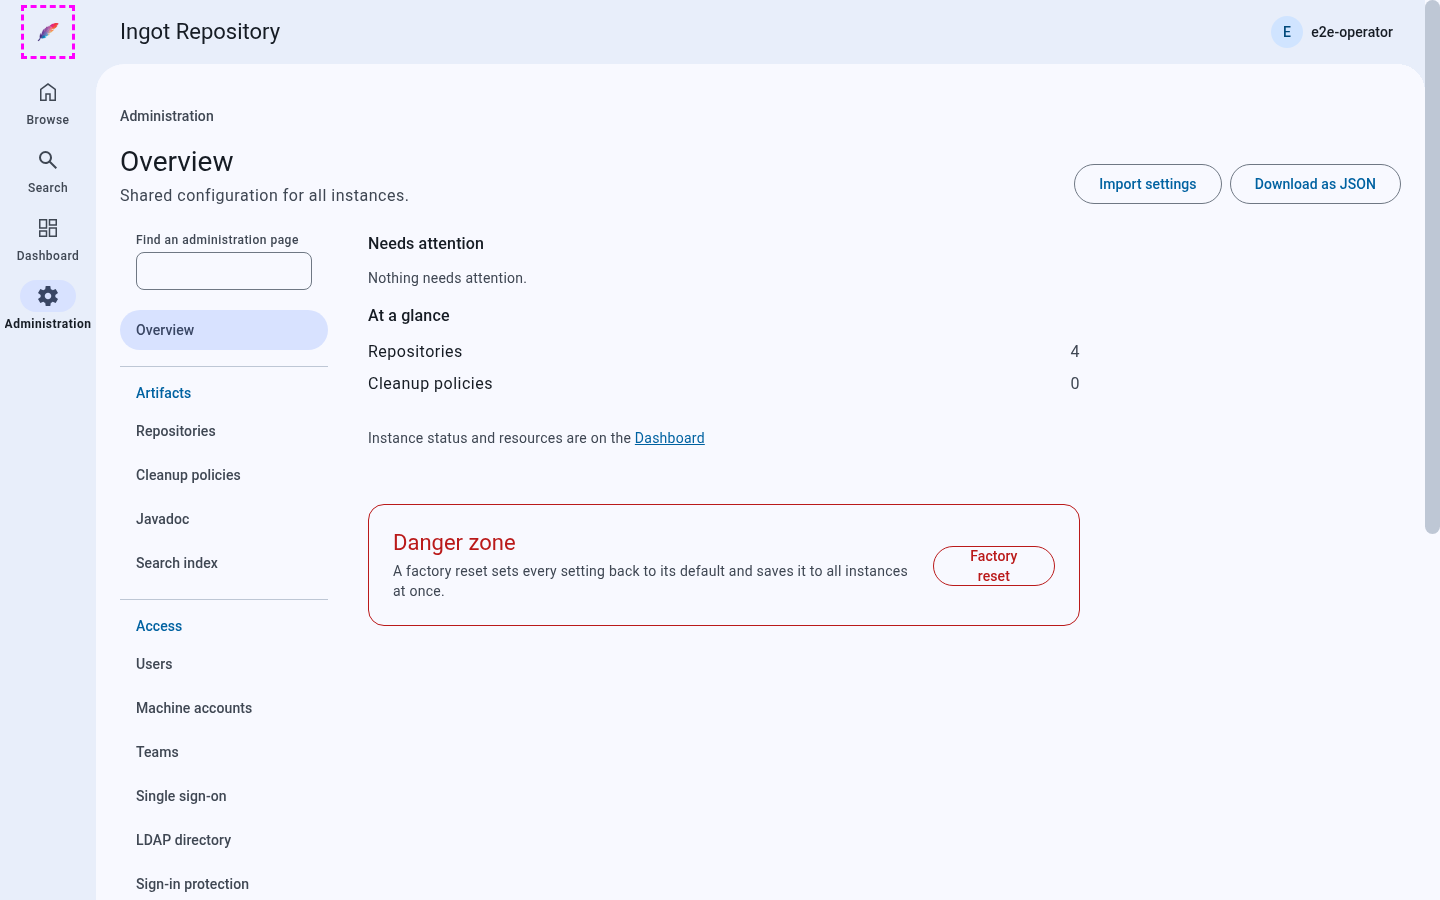 Ingot Repository
E e2e-operator
Browse
Search
Dashboard
Administration
Administration
Overview
Shared configuration for all instances.
Import settings
Download as JSON
Find an administration page
Overview
Artifacts
Repositories
Cleanup policies
Javadoc
Search index
Access
Users
Machine accounts
Teams
Single sign-on
LDAP directory
Sign-in protection
Needs attention
Nothing needs attention.
At a glance
Repositories 4
Cleanup policies 0
Instance status and resources are on the Dashboard
Danger zone
A factory reset sets every setting back to its default and saves it to all instances
at once.
Factory
reset